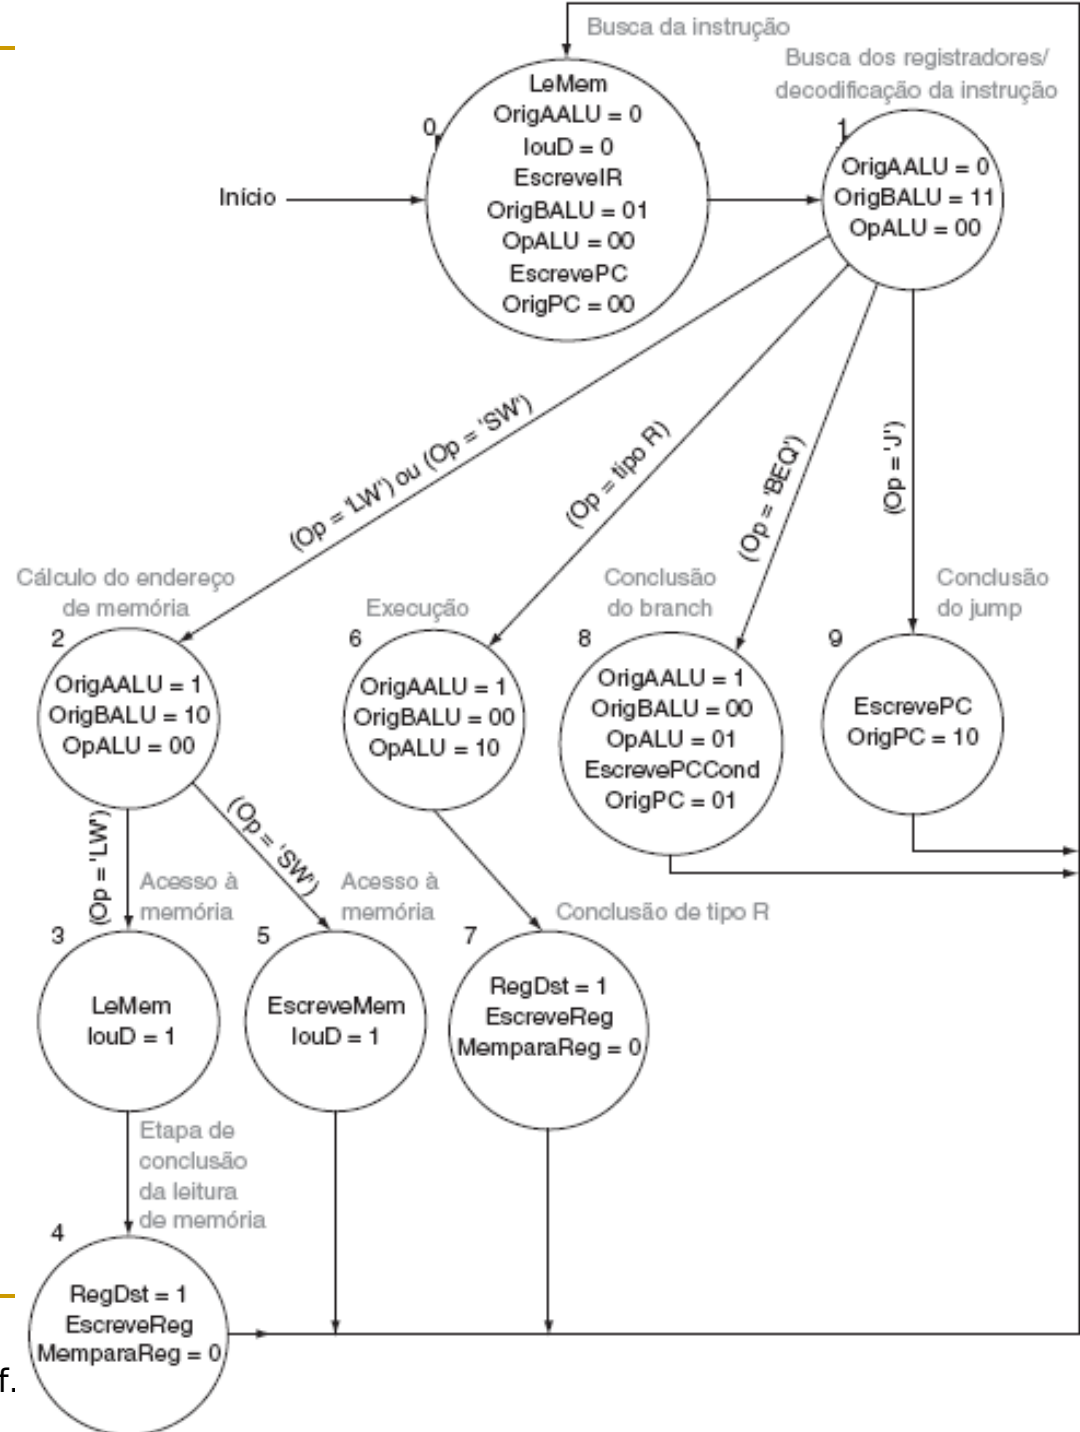 Busca da instrução
Busca dos registradores/
decodificação da instrução
0
LeMem
OrigAALU = 0
IouD = 0
EscreveIR
OrigBALU = 01
OpALU = 00
EscrevePC
OrigPC = 00
Início
1
OrigAALU = 0
OrigBALU = 11
OpALU = 00
(Op = 'LW') ou (Op = 'SW')
(Op = tipo R)
(Op = 'BEQ')
(Op = 'J')
Cálculo do endereço
de memória
2
OrigAALU = 1
OrigBALU = 10
OpALU = 00
Execução
6
OrigAALU = 1
OrigBALU = 00
OpALU = 10
Conclusão
do branch
8
OrigAALU = 1
OrigBALU = 00
OpALU = 01
EscrevePCCond
OrigPC = 01
Conclusão
do jump
9
EscrevePC
OrigPC = 10
(Op = 'LW')
(Op = 'SW')
Acesso à
memória
3
LeMem
IouD = 1
Acesso à
memória
5
EscreveMem
IouD = 1
Conclusão de tipo R
7
RegDst = 1
EscreveReg
MemparaReg = 0
Etapa de
conclusão
da leitura
de memória
4
RegDst = 1
EscreveReg
MemparaReg = 0
f.